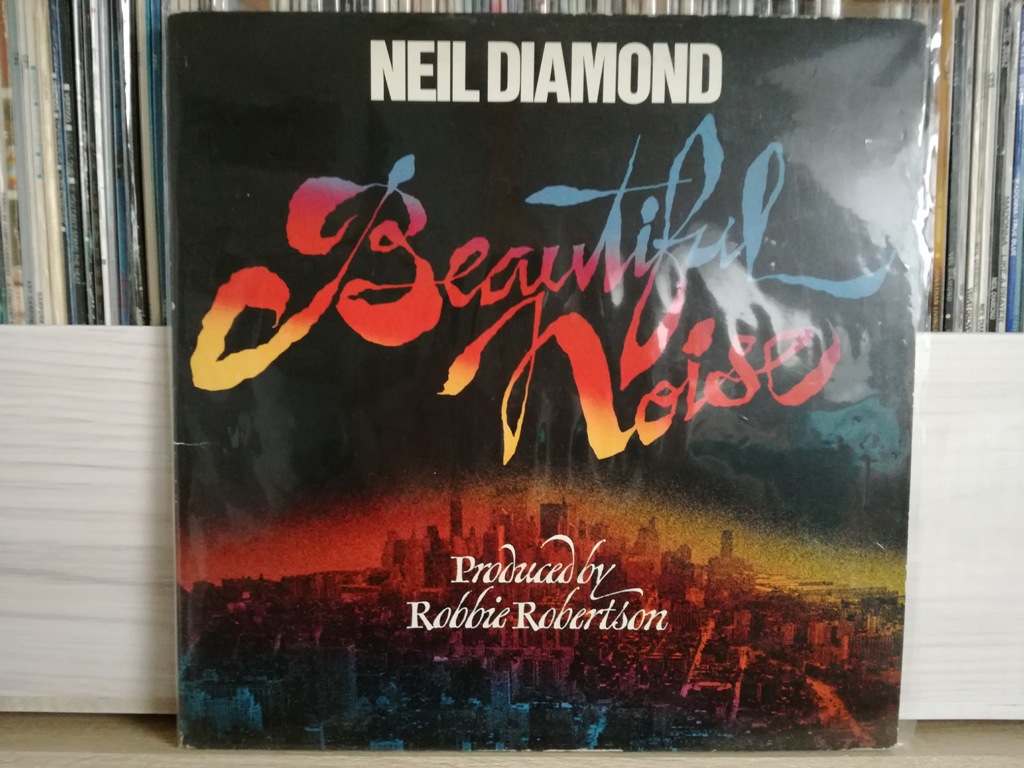 NEIL DIAMOND
Beautiful
Noise
Produced by
Robbie Robertson